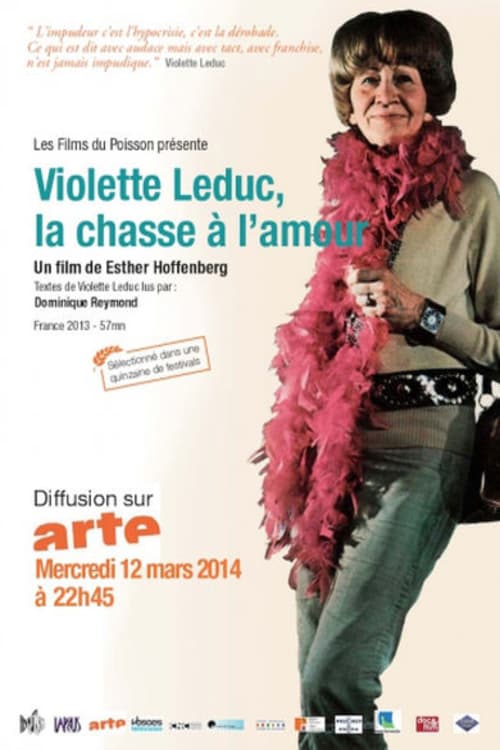 "L'impudeur c'est l'hypocrisie, c'est la dérobade.
Ce qui est dit avec audace mais avec tact, avec franchise,
n'est jamais impudique." Violette Leduc
Les Films du Poisson présente
Violette Leduc,
la chasse à l'amour
Un film de Esther Hoffenberg
Textes de Violette Leduc lus par :
Dominique Reymond
France 2013 - 57mn
Sélectionné dans une
quinzaine de festivals
Diffusion sur
arte
Mercredi 12 mars 2014
à 22h45
arte CNC